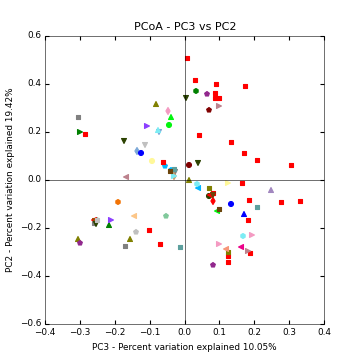 PCoA - PC3 vs PC2
0.6
0.4
0.2
0.0
−0.2
−0.4
−0.6
PC2 - Percent variation explained 19.42%
−0.4 −0.3 −0.2 −0.1 0.0 0.1 0.2 0.3 0.4
PC3 - Percent variation explained 10.05%